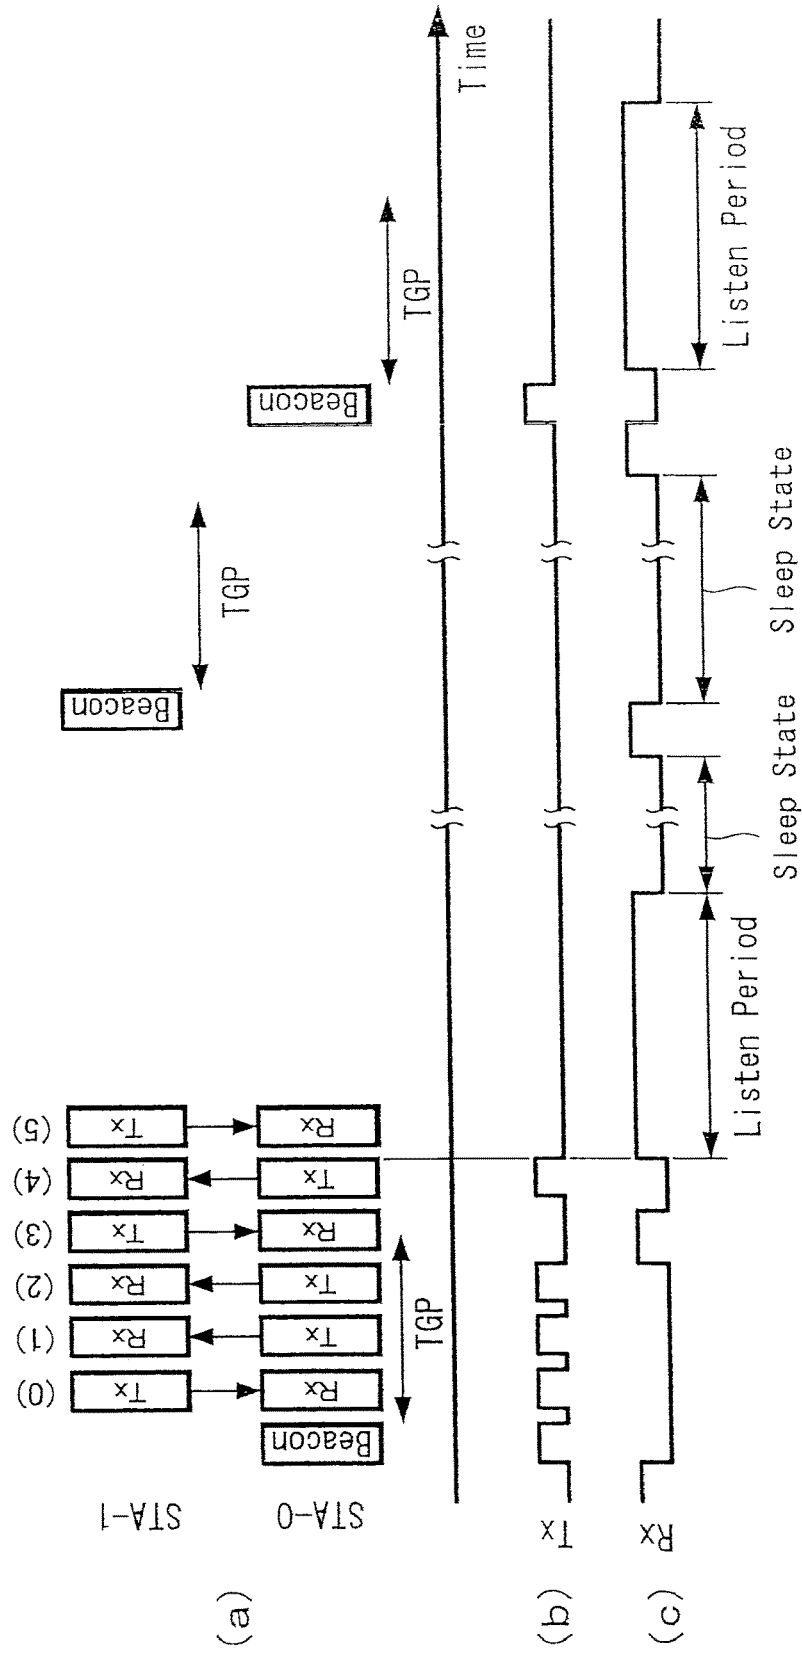 (a)
STA-1
STA-0
(0)
(1)
(2)
(3)
(4)
(5)
Tx
Rx
Rx
Tx
Rx
Tx
Beacon
Beacon
Rx
Tx
Tx
Rx
Tx
Rx
Beacon
TGP
TGP
TGP
Time
(b)
Tx
(c)
Rx
Listen Period
Sleep State
Sleep State
Listen Period